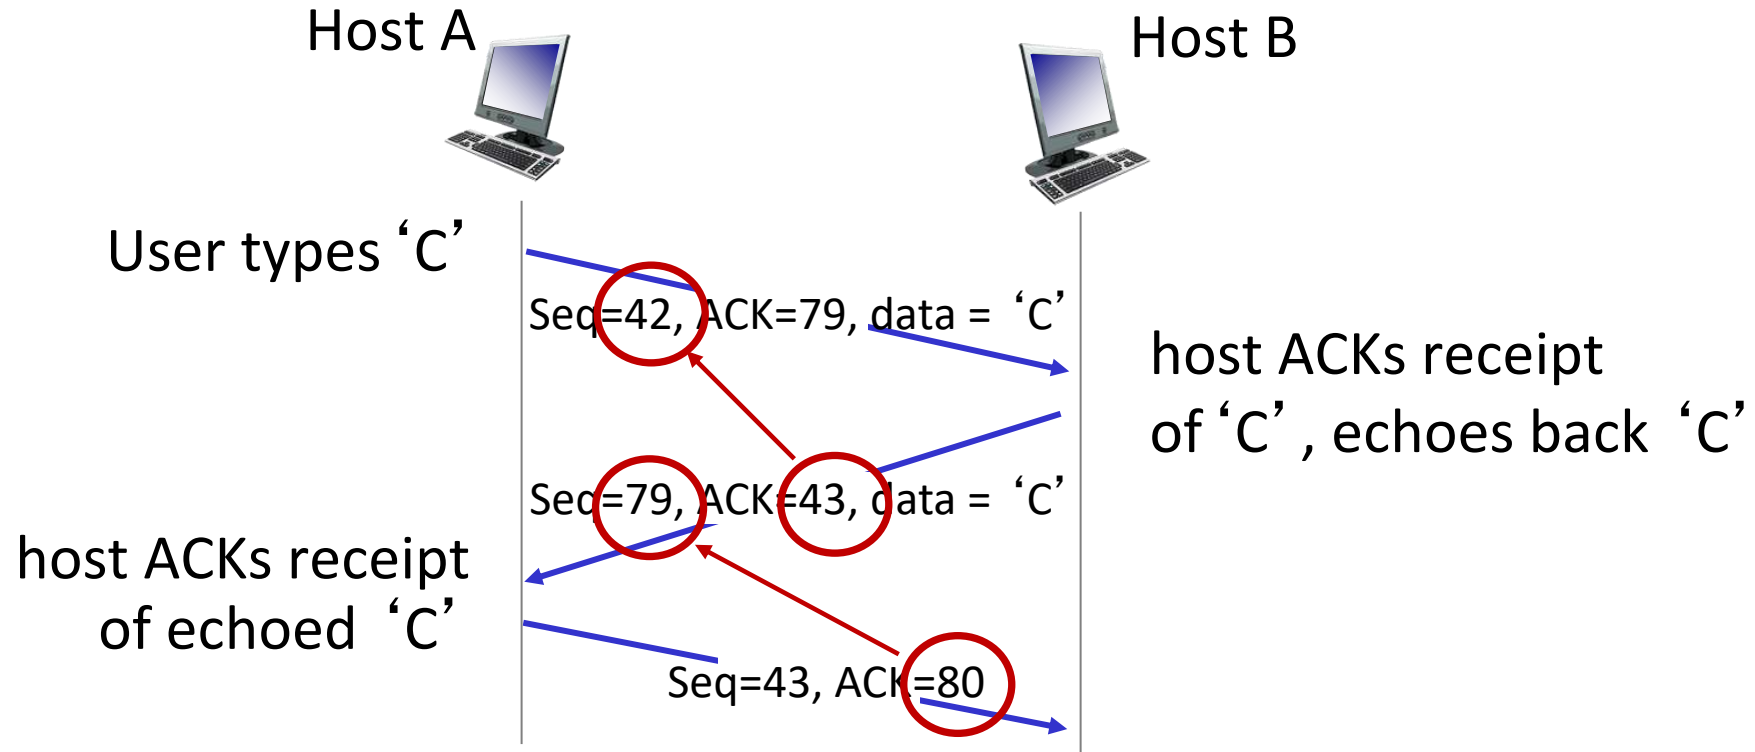 Host A
Host B
User types ‘C’
Seq=42, ACK=79, data = ‘C’
host ACKs receipt
of ‘C’, echoes back ‘C’
Seq=79, ACK=43, data = ‘C’
host ACKs receipt
of echoed ‘C’
Seq=43, ACK=80